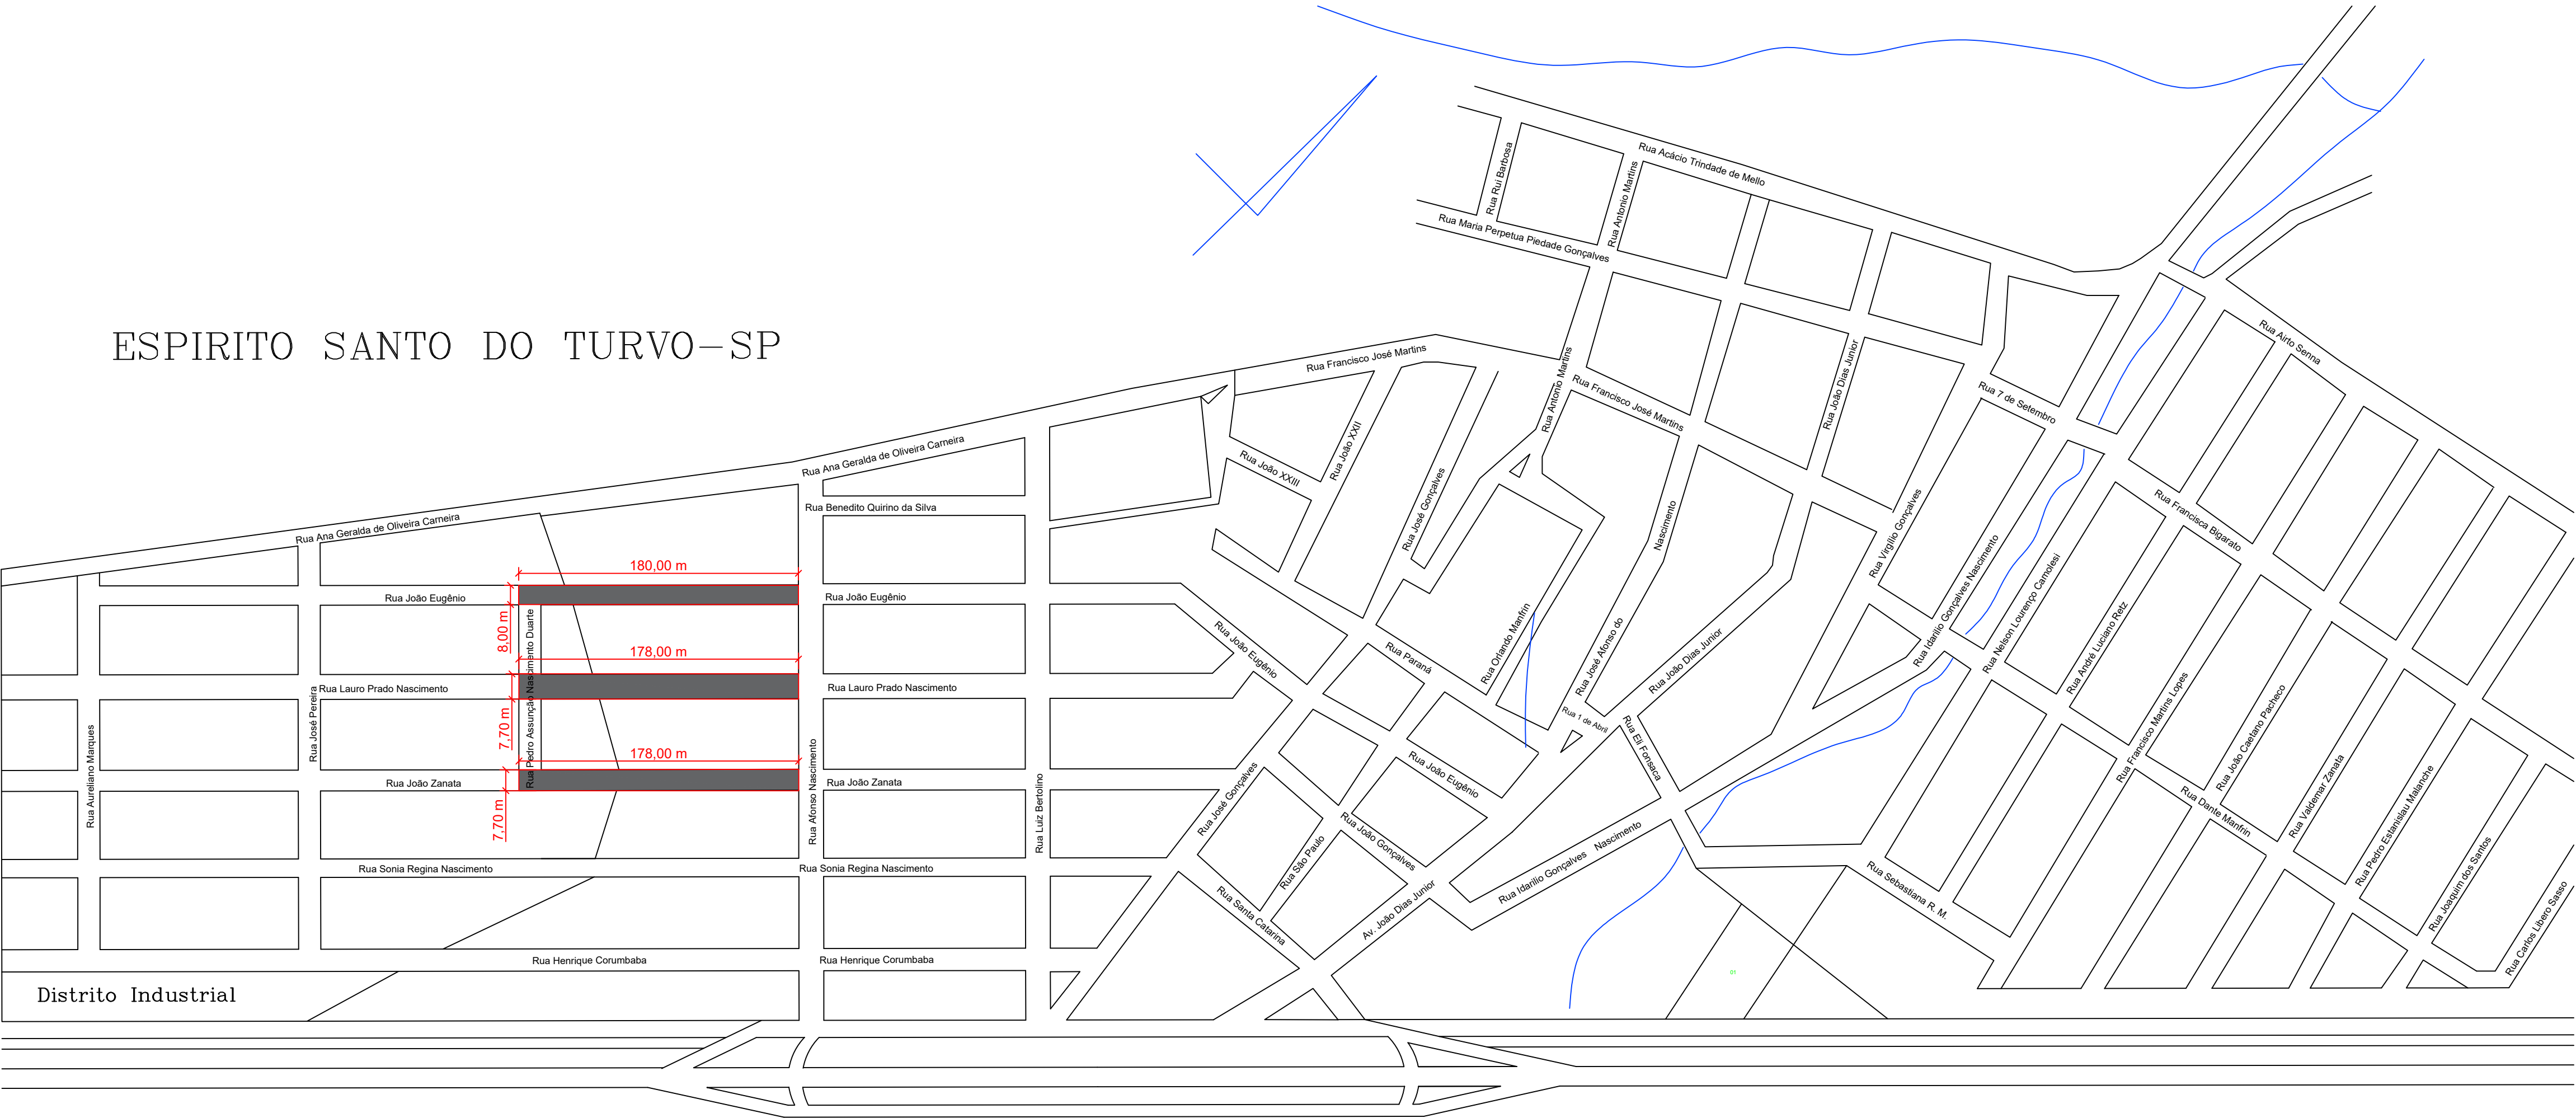 Rua Acácio Trindade de Mello
Rua Rui Barbosa
Rua Antonio Martins
Rua Maria Perpetua Piedade Gonçalves
ESPIRITO SANTO DO TURVO-SP
Rua Francisco José Martins
Rua Antonio Martins
Rua Francisco José Martins
Rua João Dias Junior
Rua 7 de Setembro
Rua Airto Senna
Rua Ana Geralda de Oliveira Carneira
Rua Ana Geralda de Oliveira Carneira
Rua João XXII
Rua João XXIII
Rua José Gonçalves
Nascimento
Rua Virgílio Gonçalves
Rua Francisca Bigarato
Rua Benedito Quirino da Silva
180,00 m
Rua João Eugênio
8,00 m
Rua João Eugênio
Rua João Eugênio
Rua Pedro Assunção Nascimento Duarte
178,00 m
Rua Lauro Prado Nascimento
Rua Lauro Prado Nascimento
Rua José Pereira
7,70 m
178,00 m
Rua Aureliano Marques
Rua João Zanata
Rua João Zanata
7,70 m
Rua Afonso Nascimento
Rua Luiz Bertolino
Rua Sonia Regina Nascimento
Rua Sonia Regina Nascimento
Rua Henrique Corumbaba
Rua Henrique Corumbaba
Distrito Industrial
Rua Paraná
Rua Orlando Manfrin
Rua José Afonso do
Rua João Dias Junior
Rua 1 de Abril
Rua Eli Fonsaca
Rua João Eugênio
Rua José Gonçalves
Rua São Paulo
Rua João Gonçalves
Rua Santa Catarina
Av. João Dias Junior
Rua Idarilio Gonçalves Nascimento
Rua Idarilio Gonçalves Nascimento
Rua Nelson Lourenço Camolesi
Rua André Luciano Retz
Rua Francisco Martins Lopes
Rua João Caetano Pacheco
Rua Dante Manfrin
Rua Valdemar Zanata
Rua Pedro Estanislau Malanche
Rua Joaquim dos Santos
Rua Carlos Libero Sasso
Rua Sebastiana R. M.